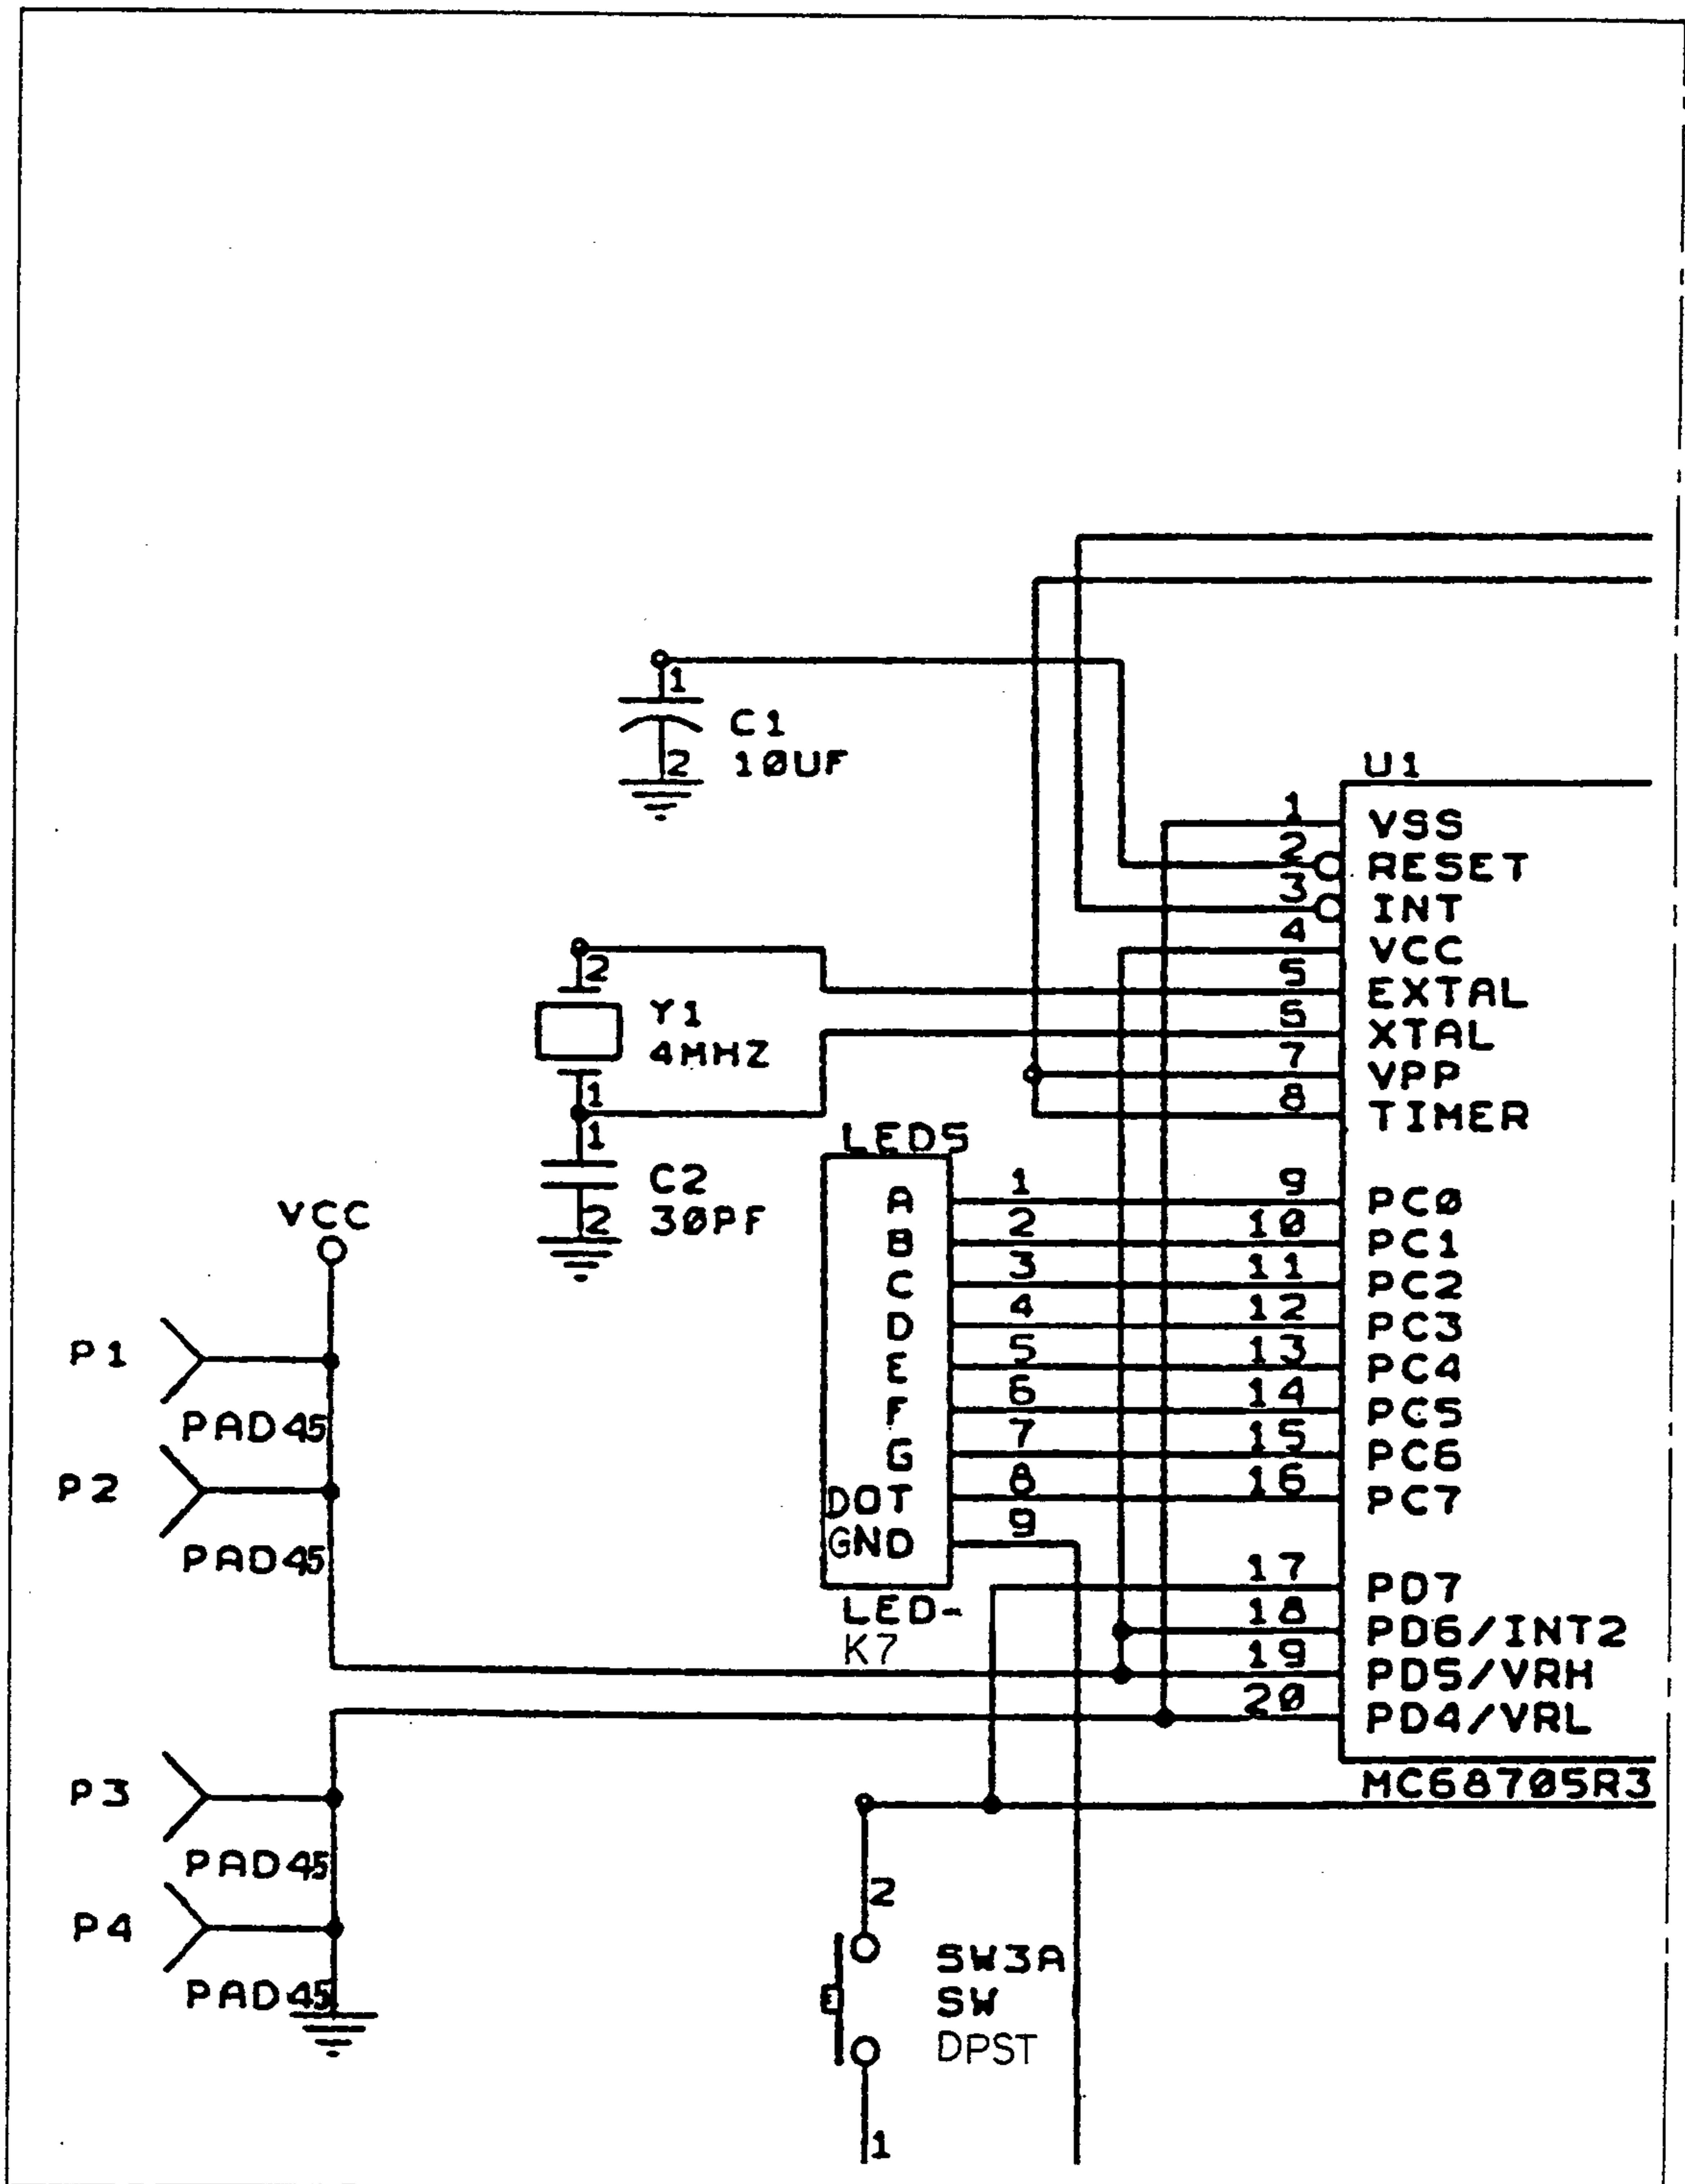 1
C1
2 10UF
U1
1 VSS
2 RESET
3 INT
4 VCC
2
5 EXTAL
Y1
4MHZ
6 XTAL
7 VPP
1
8 TIMER
1
LED5
C2
2 30PF
VCC
A 1 9 PC0
B 2 10 PC1
C 3 11 PC2
D 4 12 PC3
E 5 13 PC4
F 6 14 PC5
G 7 15 PC6
DOT 8 16 PC7
GND 9
P1
PAD45
P2
PAD45
LED-
K7
17 PD7
18 PD6/INT2
19 PD5/VRH
20 PD4/VRL
MC68705R3
P3
PAD45
P4
PAD45
2
SW3A
SW
DPST
1